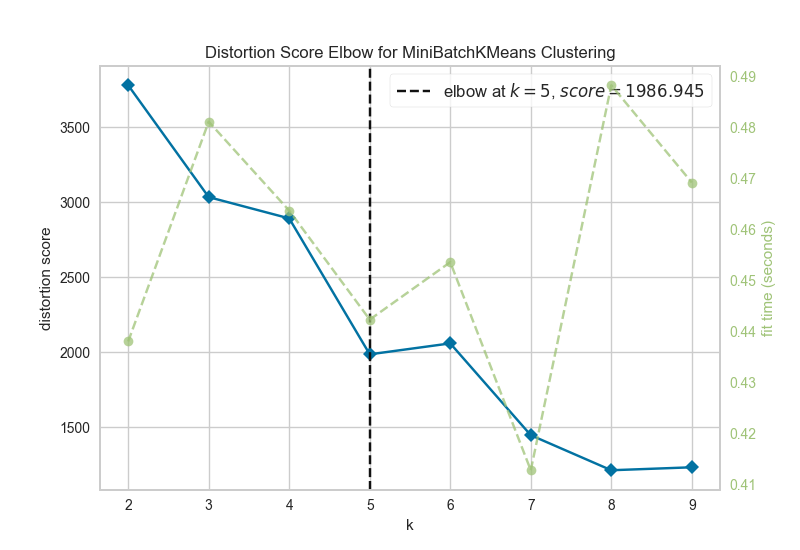 Distortion Score Elbow for MiniBatchKMeans Clustering
elbow at k = 5, score = 1986.945
distortion score
3500
3000
2500
2000
1500
0.49
0.48
0.47
0.46
0.45
0.44
0.43
0.42
0.41
fit time (seconds)
2 3 4 5 6 7 8 9
k